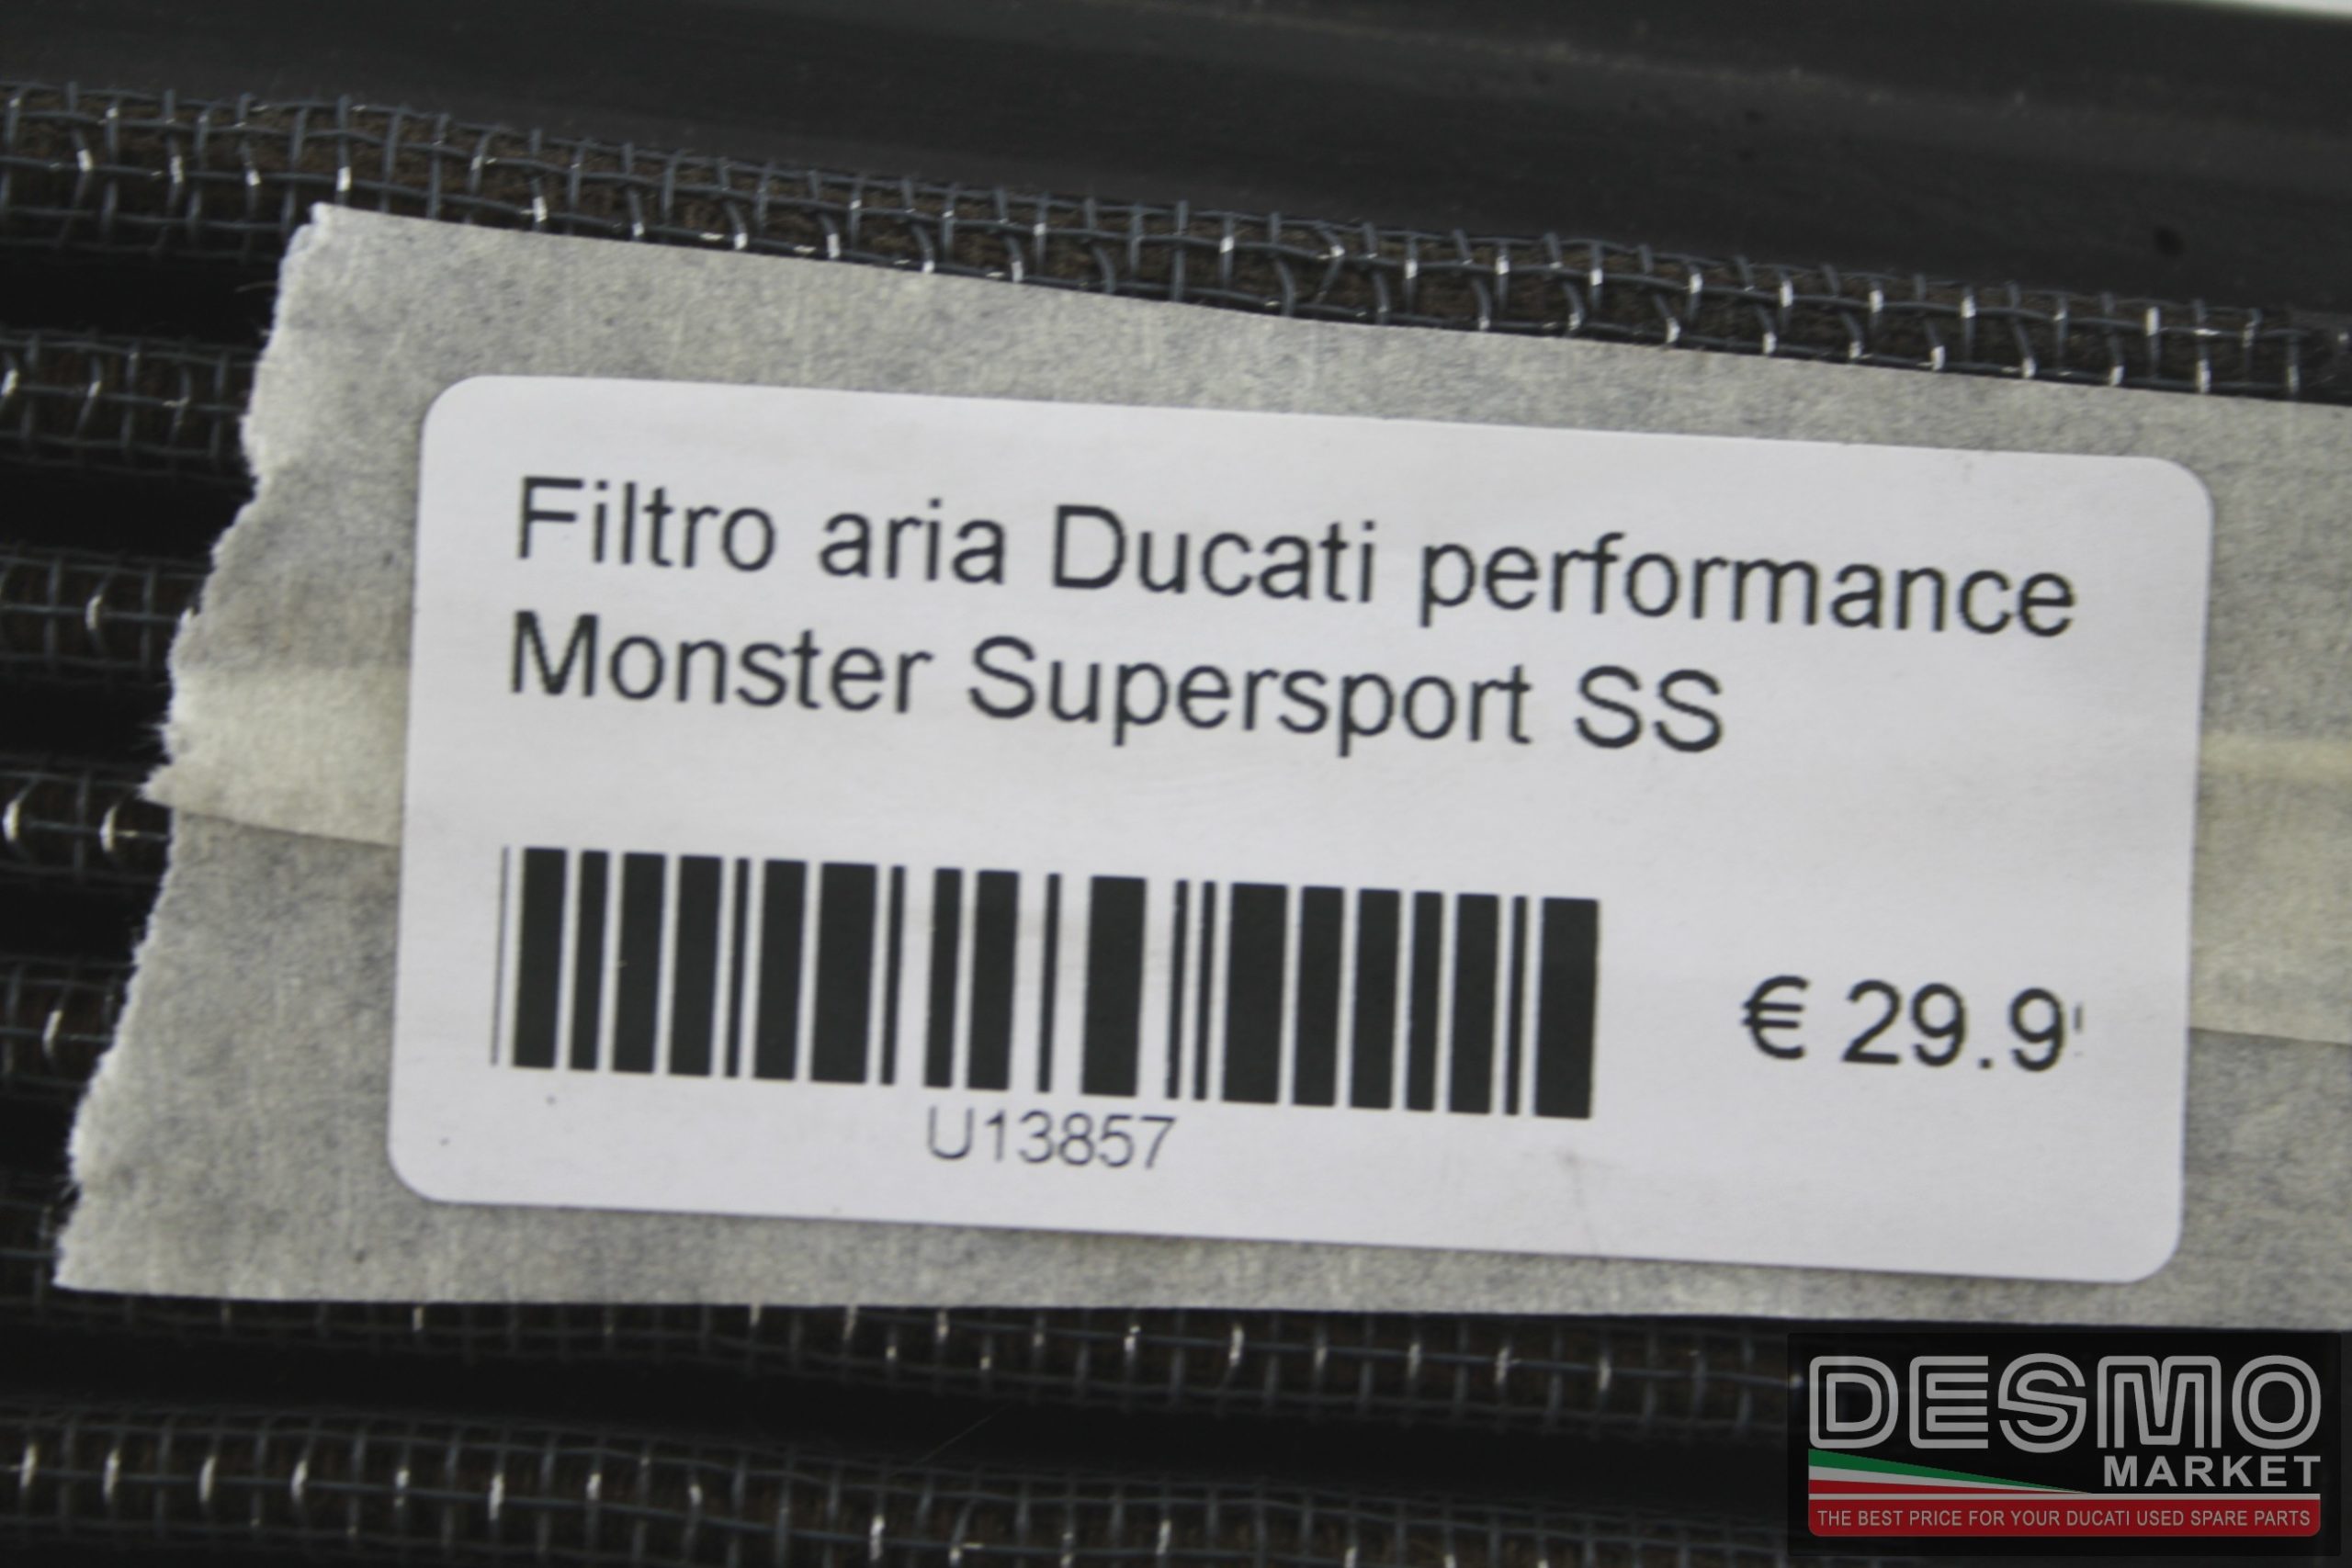 Filtro aria Ducati performance
Monster Supersport SS
€ 29.9
U13857
DESMO
MARKET
THE BEST PRICE FOR YOUR DUCATI USED SPARE PARTS